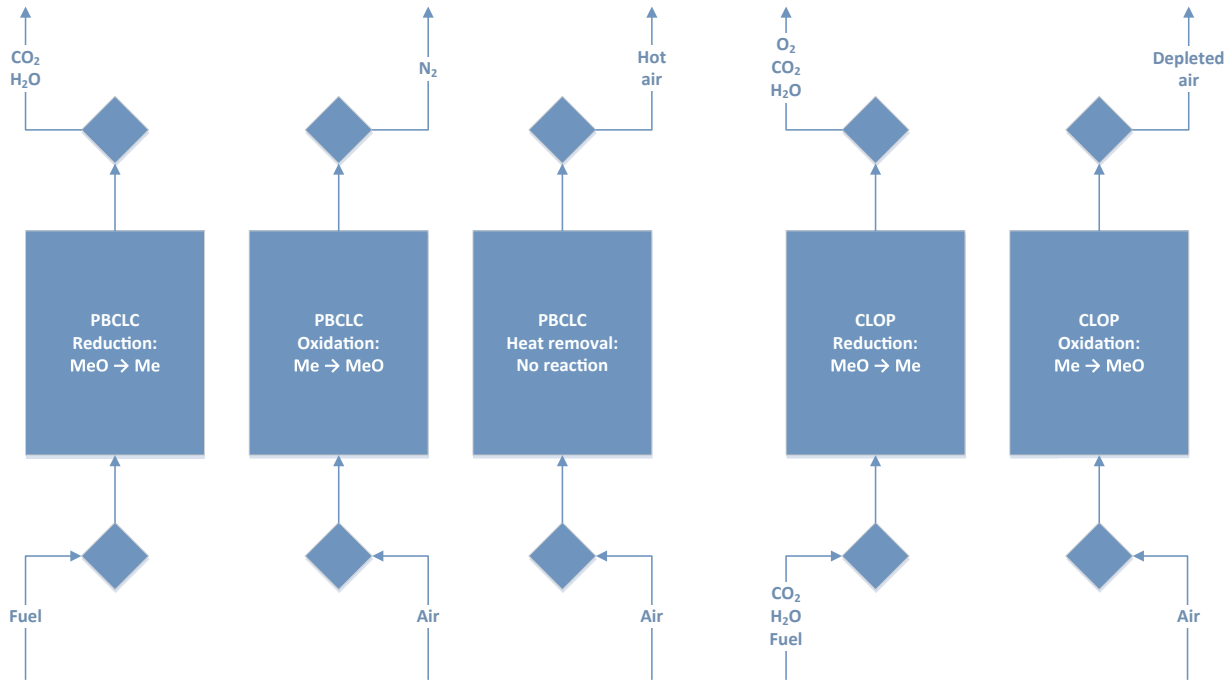 CO₂
H₂O
N₂
Hot
air
O₂
CO₂
H₂O
Depleted
air
PBCLC
Reduction:
MeO → Me
PBCLC
Oxidation:
Me → MeO
PBCLC
Heat removal:
No reaction
CLOP
Reduction:
MeO → Me
CLOP
Oxidation:
Me → MeO
Fuel
Air
Air
CO₂
H₂O
Fuel
Air